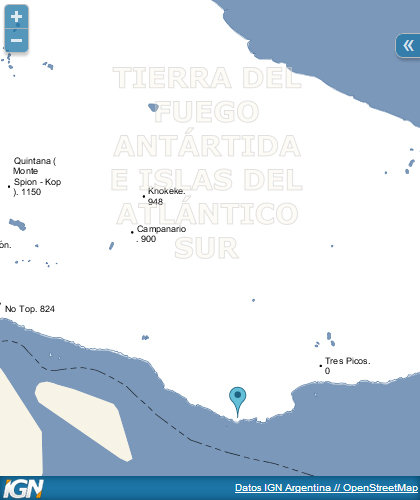 +
−
«
TIERRA DEL
FUEGO
ANTÁRTIDA
E ISLAS DEL
ATLÁNTICO
SUR
Quintana (
Monte
Spion - Kop
). 1150
Knokeke.
948
Campanario
. 900
ón.
No Top. 824
Tres Picos.
0
IGN
Datos IGN Argentina // OpenStreetMap